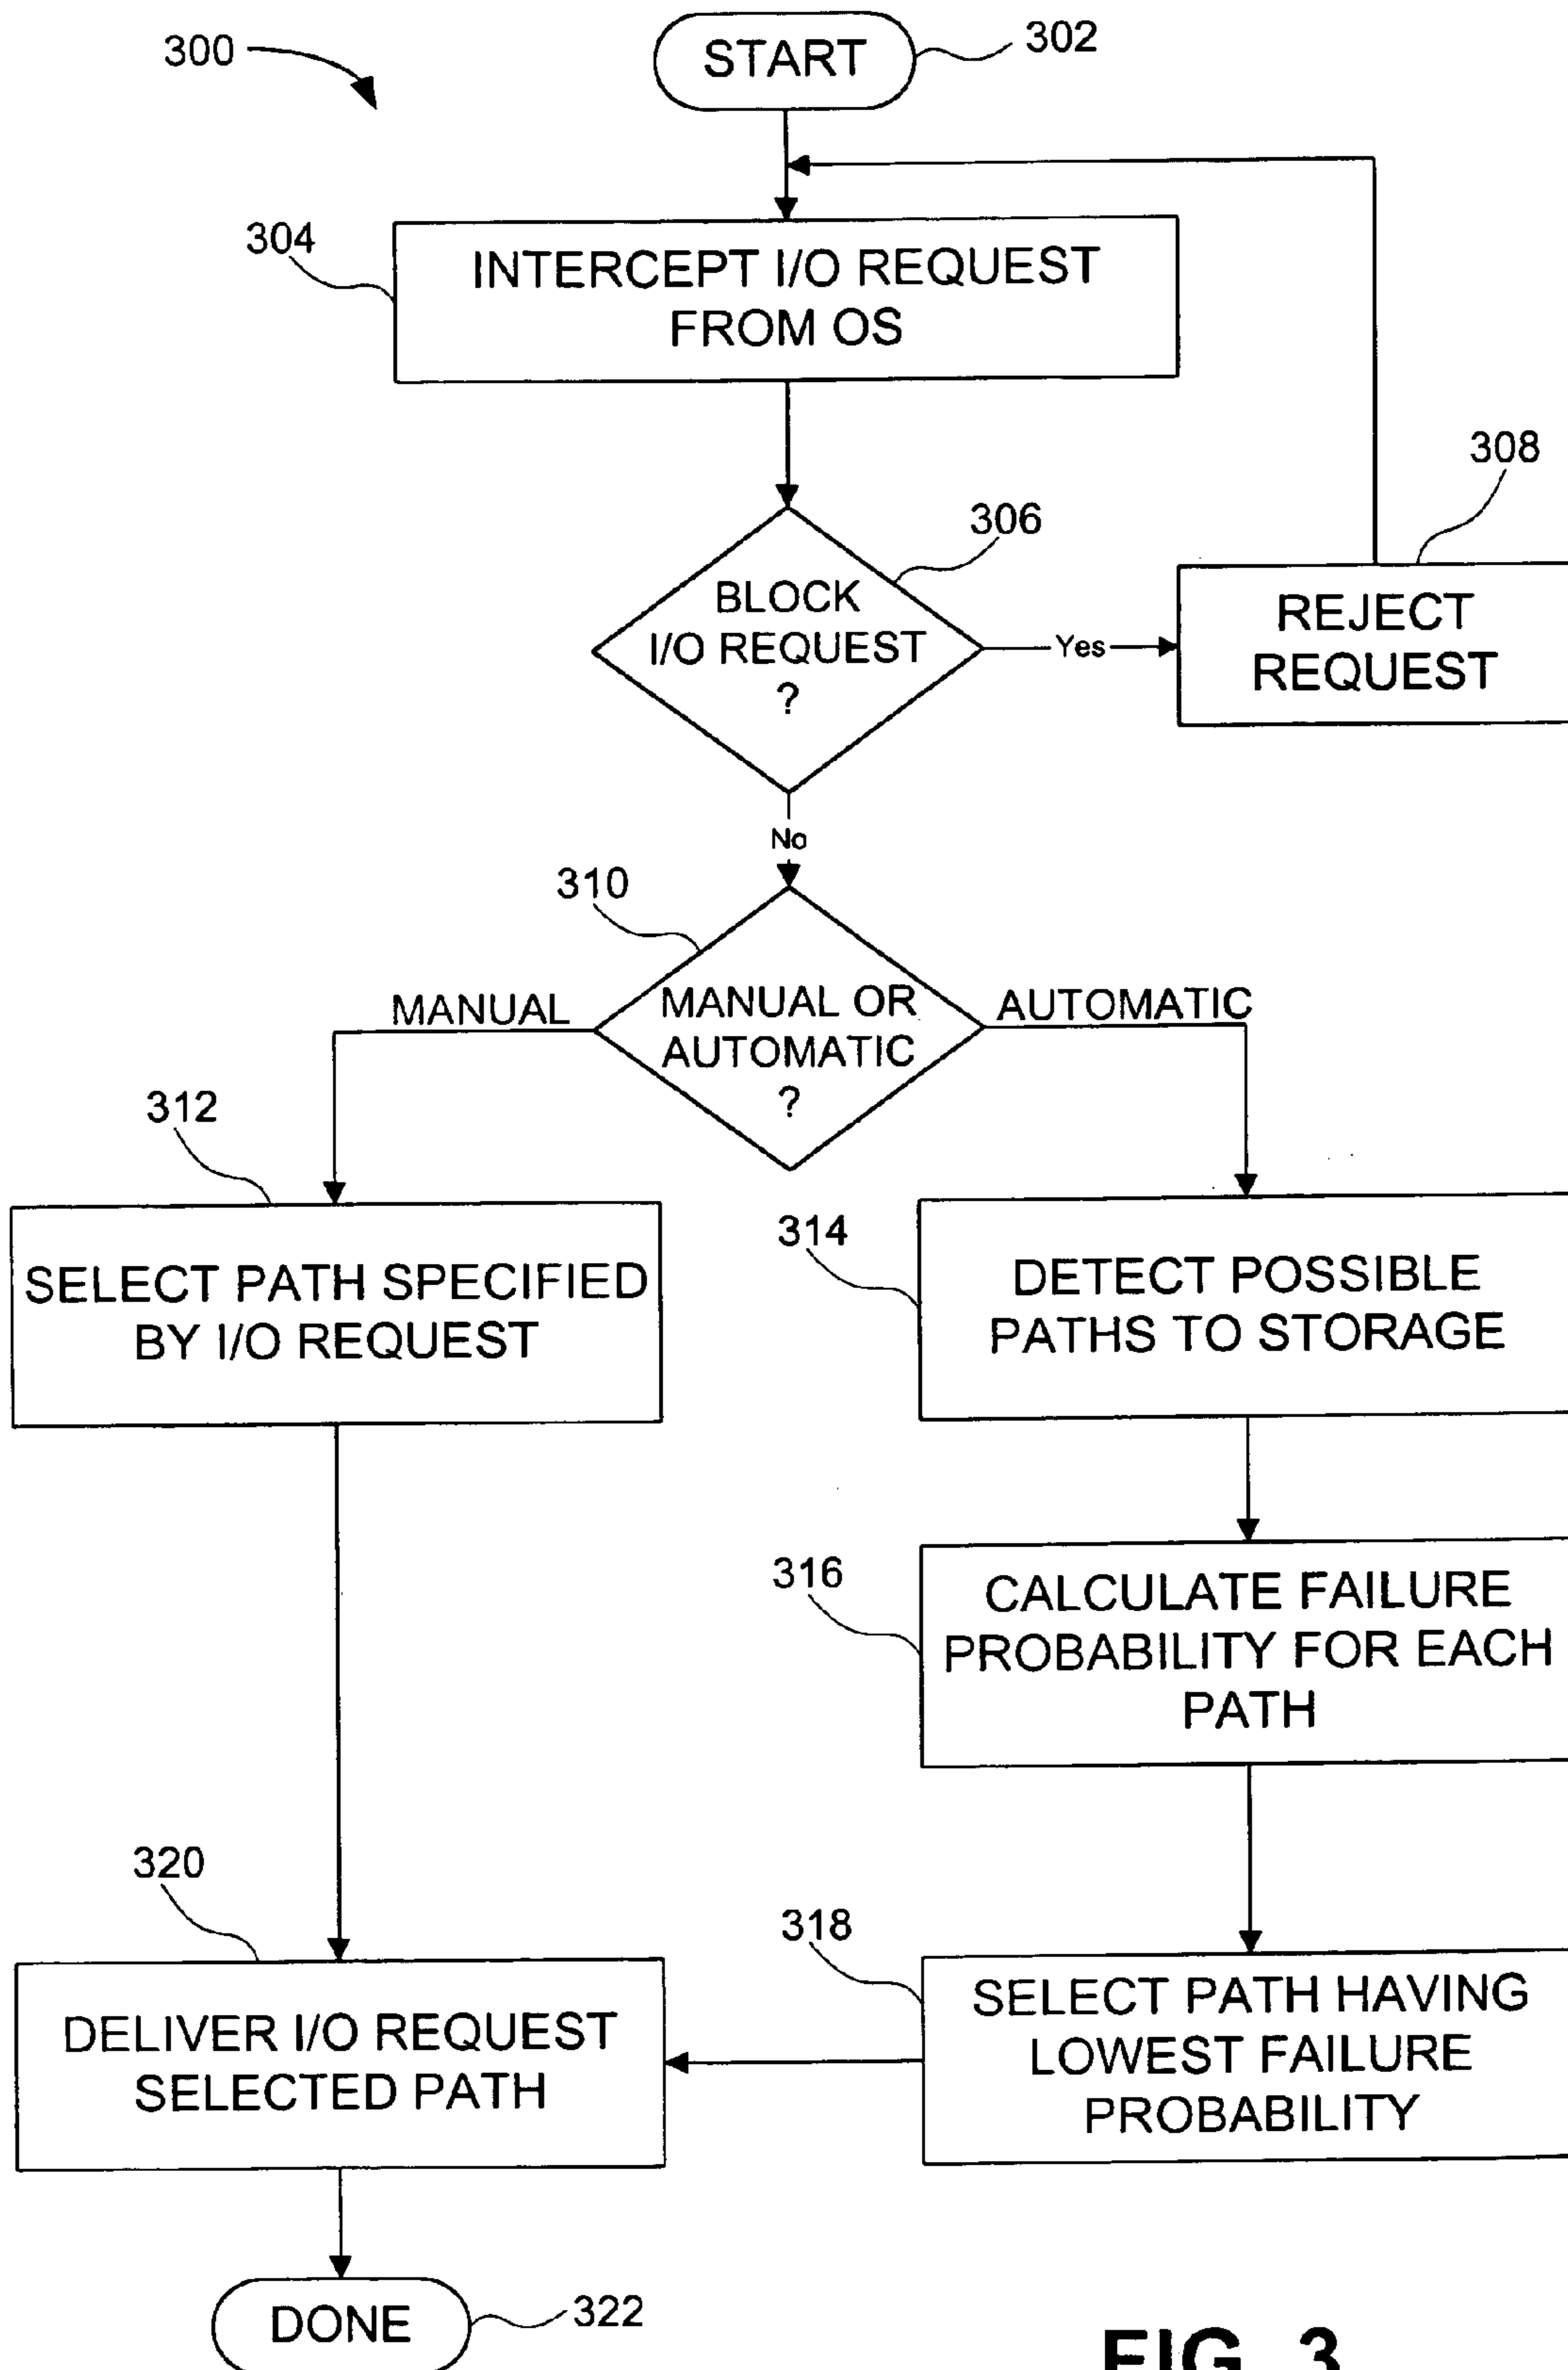 300
START
302
304
INTERCEPT I/O REQUEST
FROM OS
306
308
BLOCK
I/O REQUEST
?
Yes
REJECT
REQUEST
No
310
MANUAL
MANUAL OR
AUTOMATIC
?
AUTOMATIC
312
SELECT PATH SPECIFIED
BY I/O REQUEST
314
DETECT POSSIBLE
PATHS TO STORAGE
316
CALCULATE FAILURE
PROBABILITY FOR EACH
PATH
320
DELIVER I/O REQUEST
SELECTED PATH
318
SELECT PATH HAVING
LOWEST FAILURE
PROBABILITY
DONE
322
FIG. 3